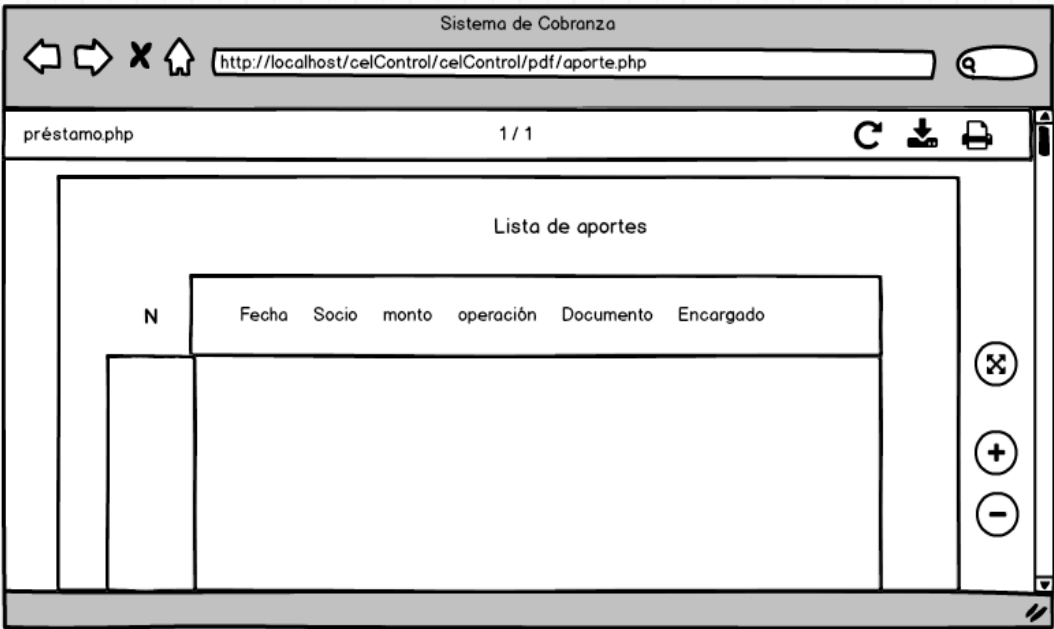 Sistema de Cobranza
http://localhost/celControl/celControl/pdf/aporte.php
préstamo.php 1 / 1
Lista de aportes
N Fecha Socio monto operación Documento Encargado